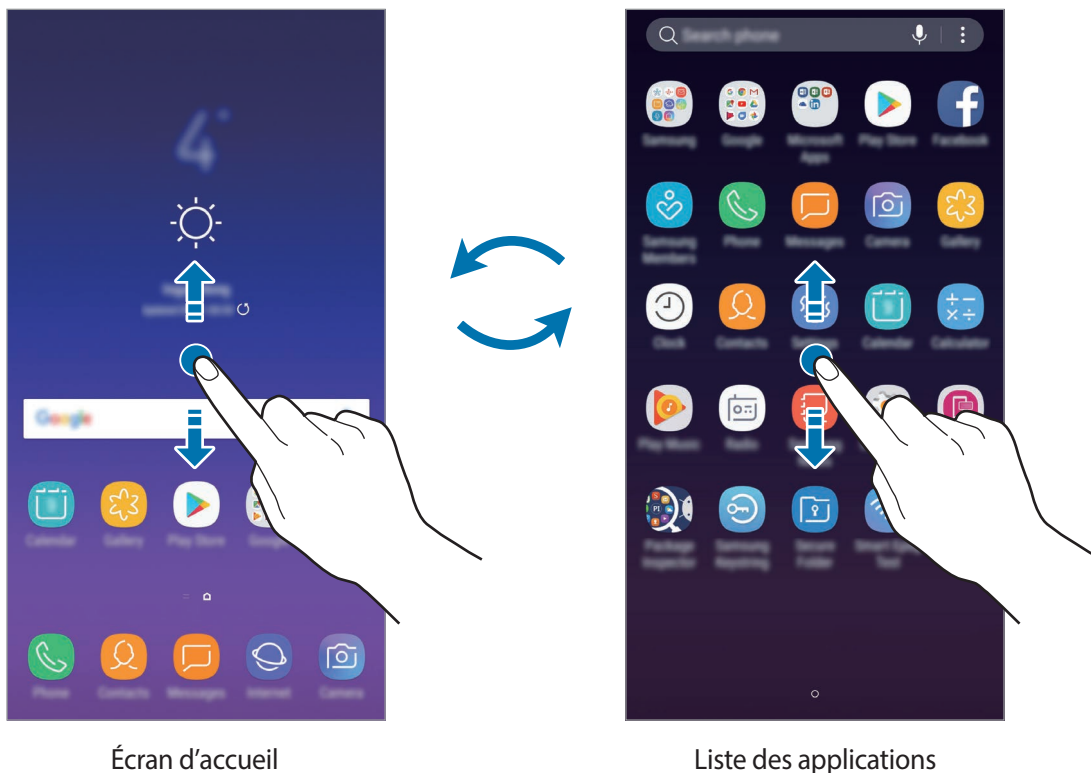 4°
Google
Calendar Gallery Play Store
Phone Contacts Messages Internet Camera
Écran d'accueil
Search phone
Samsung Google Microsoft Apps Play Store Facebook
Samsung Members Phone Messages Camera Gallery
Clock Contacts Calendar Calculator
Play Music Radio
Package Inspector Samsung Keystring Secure Folder
Liste des applications